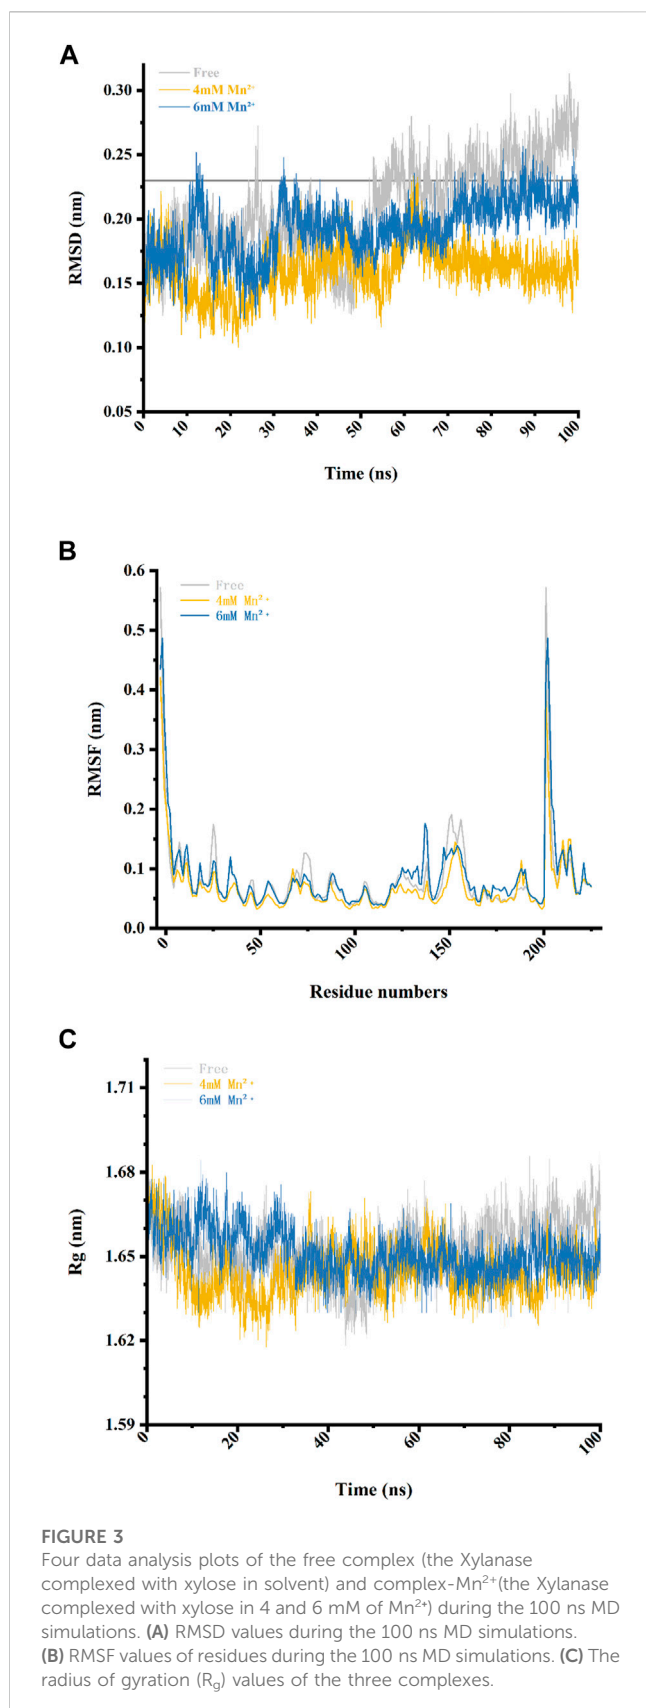 A
Free
4mM Mn²⁺
6mM Mn²⁺
0.30
0.25
0.20
0.15
0.10
0.05
RMSD (nm)
0 10 20 30 40 50 60 70 80 90 100
Time (ns)
B
Free
4mM Mn²⁺
6mM Mn²⁺
0.6
0.5
0.4
0.3
0.2
0.1
0.0
RMSF (nm)
0 50 100 150 200
Residue numbers
C
Free
4mM Mn²⁺
6mM Mn²⁺
1.71
1.68
1.65
1.62
1.59
Rg (nm)
0 20 40 60 80 100
Time (ns)
FIGURE 3
Four data analysis plots of the free complex (the Xylanase
complexed with xylose in solvent) and complex-Mn²⁺(the Xylanase
complexed with xylose in 4 and 6 mM of Mn²⁺) during the 100 ns MD
simulations. (A) RMSD values during the 100 ns MD simulations.
(B) RMSF values of residues during the 100 ns MD simulations. (C) The
radius of gyration (Rg) values of the three complexes.